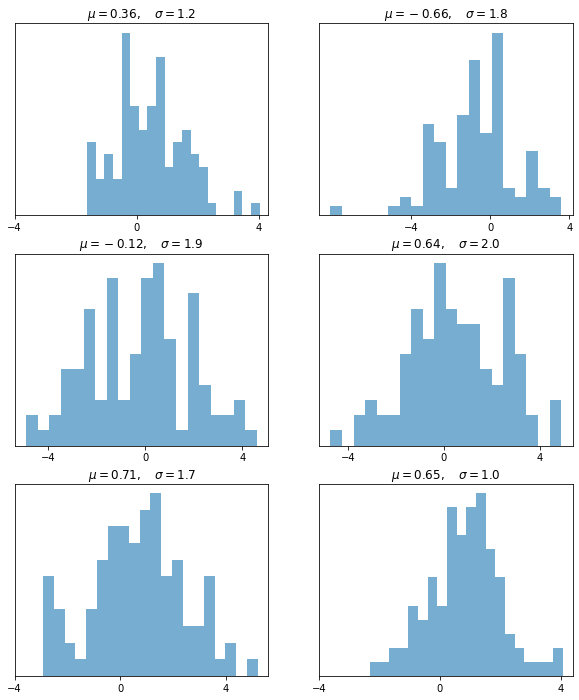 μ = 0.36, σ = 1.2
μ = −0.66, σ = 1.8
−4 0 4
−4 0 4
μ = −0.12, σ = 1.9
μ = 0.64, σ = 2.0
−4 0 4
−4 0 4
μ = 0.71, σ = 1.7
μ = 0.65, σ = 1.0
−4 0 4
−4 0 4